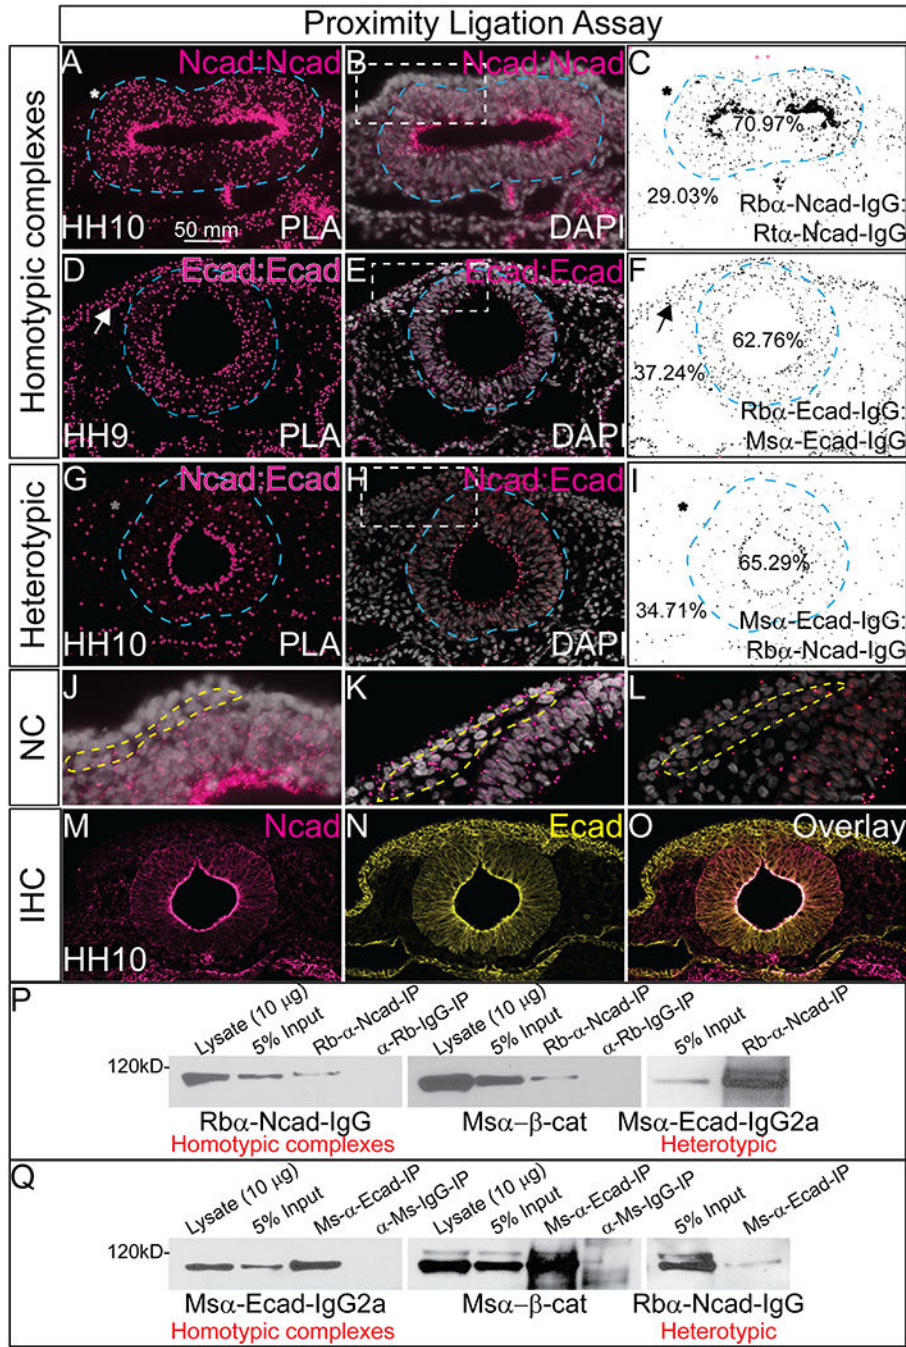 Proximity Ligation Assay
Homotypic complexes
A Ncad:Ncad
* HH10 50 mm PLA
B Ncad:Ncad
DAPI
C
*
70.97%
29.03%
Rbα-Ncad-IgG:
Rtα-Ncad-IgG
D Ecad:Ecad
HH9 PLA
E Ecad:Ecad
DAPI
F
62.76%
37.24%
Rbα-Ecad-IgG:
Msα-Ecad-IgG
Heterotypic
G Ncad:Ecad
*
HH10 PLA
H Ncad:Ecad
DAPI
I
*
65.29%
34.71%
Msα-Ecad-IgG:
Rbα-Ncad-IgG
NC
J
K
L
IHC
M Ncad
HH10
N Ecad
O Overlay
P
Lysate (10 µg)
5% Input
Rb-α-Ncad-IP
α-Rb-IgG-IP
Lysate (10 µg)
5% Input
Rb-α-Ncad-IP
α-Rb-IgG-IP
5% Input
Rb-α-Ncad-IP
120kD-
Rbα-Ncad-IgG
Homotypic complexes
Msα-β-cat
Msα-Ecad-IgG2a
Heterotypic
Q
Lysate (10 µg)
5% Input
Ms-α-Ecad-IP
α-Ms-IgG-IP
Lysate (10 µg)
5% Input
Ms-α-Ecad-IP
α-Ms-IgG-IP
5% Input
Ms-α-Ecad-IP
120kD-
Msα-Ecad-IgG2a
Homotypic complexes
Msα-β-cat
Rbα-Ncad-IgG
Heterotypic